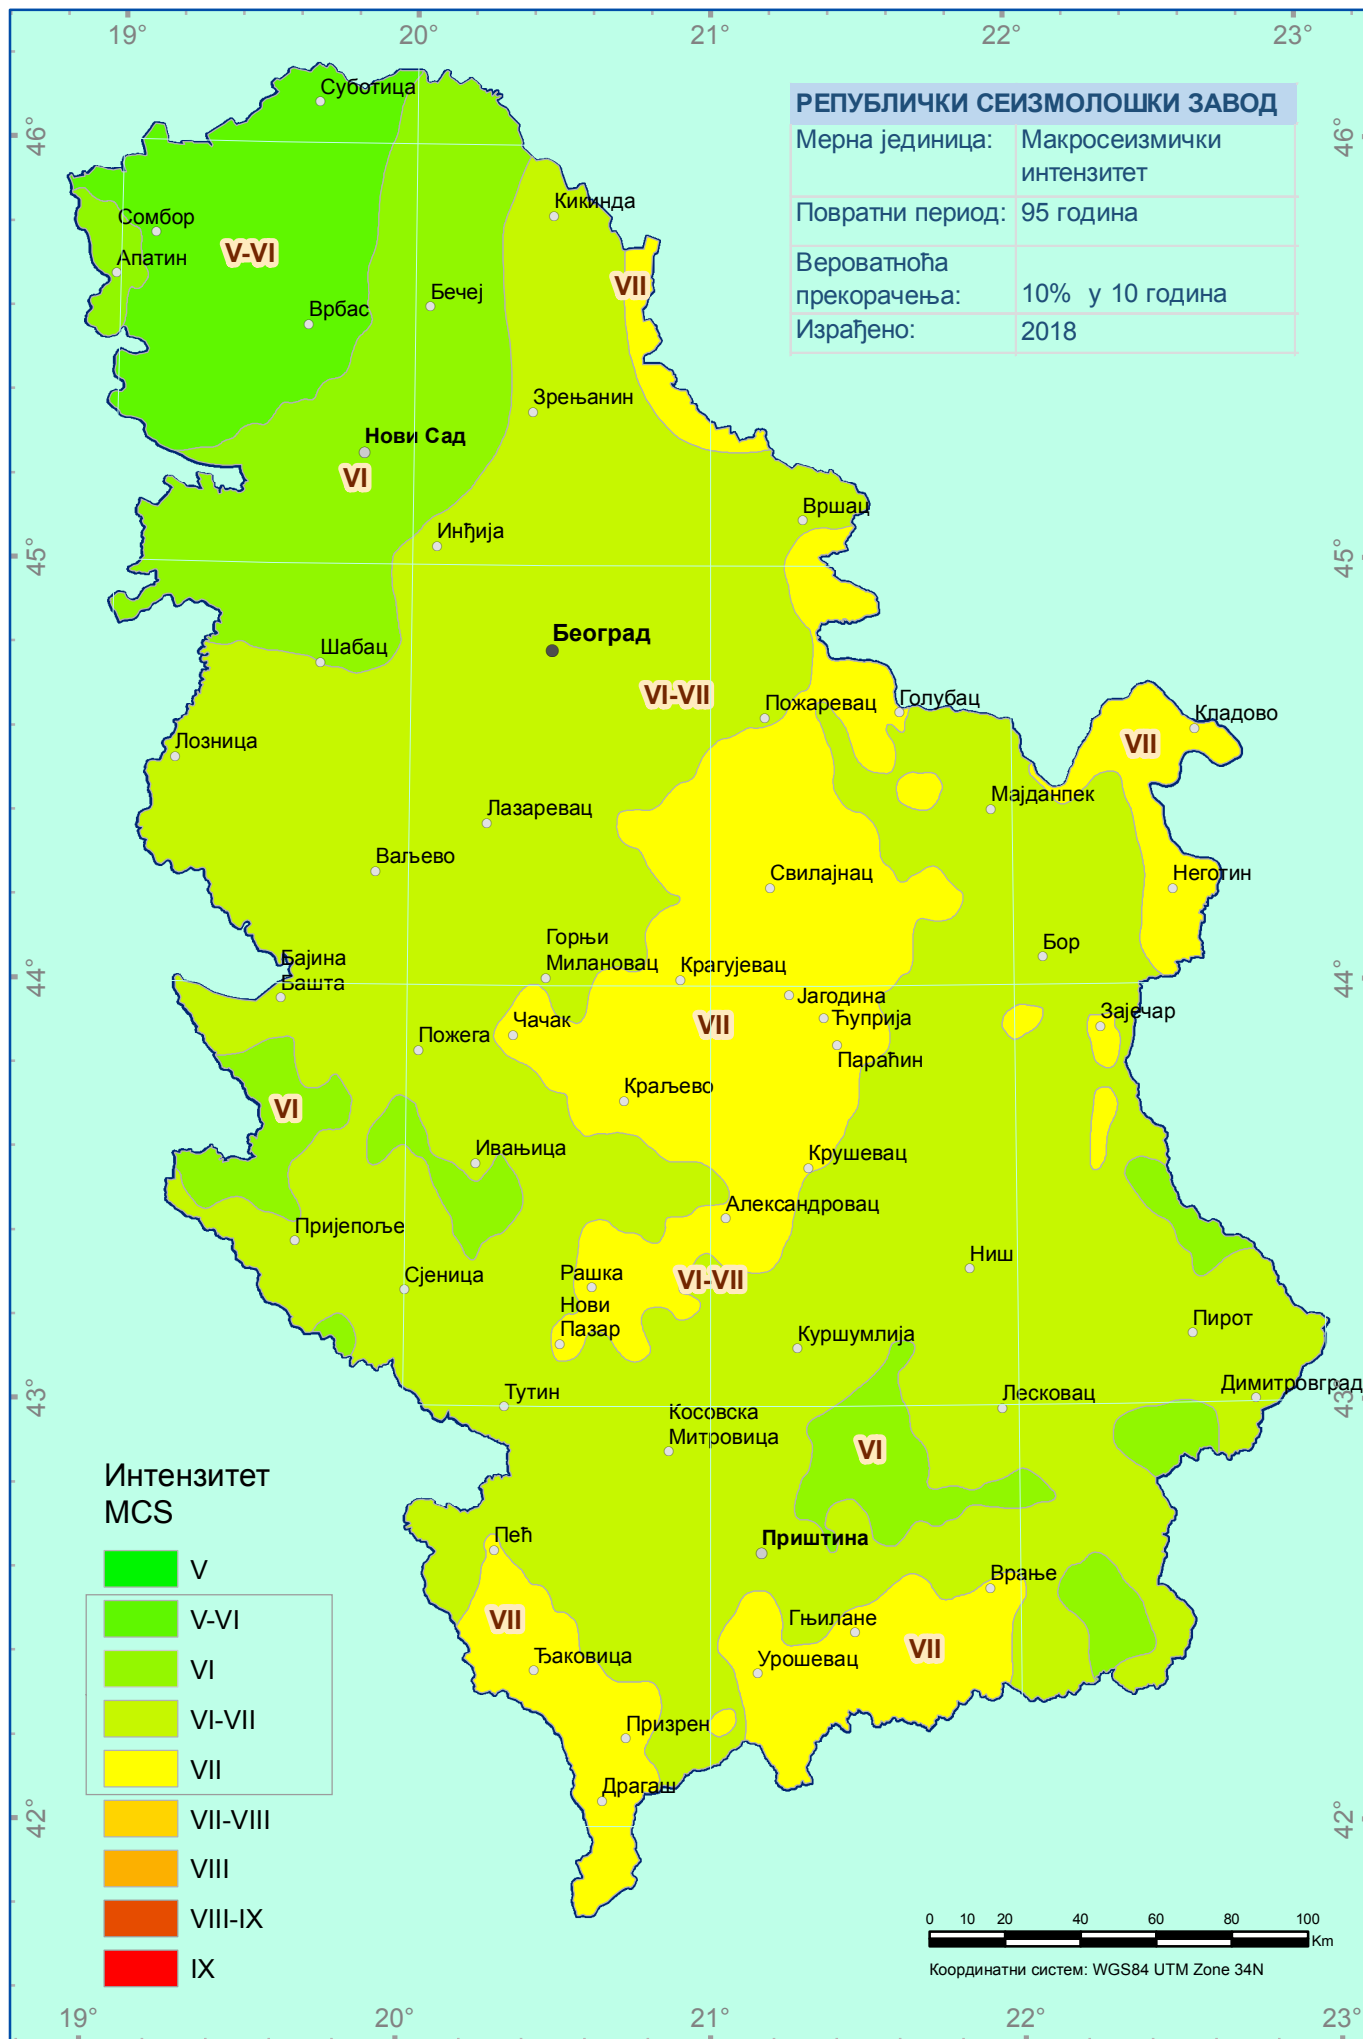 19°
20°
21°
22°
23°
РЕПУБЛИЧКИ СЕИЗМОЛОШКИ ЗАВОД
Мерна јединица: Макросеизмички
интензитет
Повратни период: 95 година
Вероватноћа
прекорачења: 10% у 10 година
Израђено: 2018
46°
46°
Суботица
Сомбор
Апатин
V-VI
Врбас
Бечеј
Кикинда
VII
Зрењанин
Нови Сад
VI
Инђија
Вршац
45°
45°
Шабац
Београд
VI-VII
Пожаревац
Голубац
Кладово
VII
Лозница
Лазаревац
Мајданпек
Ваљево
Свилајнац
Неготин
Горњи
Милановац
Бор
Бајина
Башта
44°
44°
Крагујевац
Јагодина
Ћуприја
Параћин
Зајечар
Чачак
VII
Пожега
Краљево
VI
Ивањица
Крушевац
Александровац
Пријепоље
Ниш
Сјеница
Рашка
VI-VII
Нови
Пазар
Куршумлија
Пирот
Тутин
Лесковац
Димитровград
43°
43°
Косовска
Митровица
VI
Приштина
Пећ
Врање
VII
Гњилане
VII
Ђаковица
Урошевац
Призрен
Драгаш
42°
42°
Интензитет
MCS
V
V-VI
VI
VI-VII
VII
VII-VIII
VIII
VIII-IX
IX
0 10 20 40 60 80 100
Km
Координатни систем: WGS84 UTM Zone 34N
19°
20°
21°
22°
23°